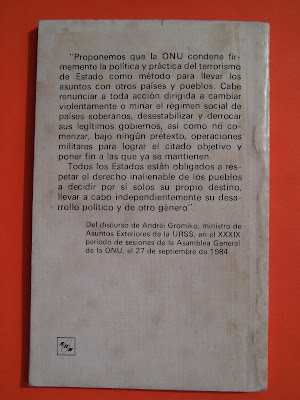 "Proponemos que la ONU condene fir-
memente la política y práctica del terrorismo
de Estado como método para llevar los
asuntos con otros países y pueblos. Cabe
renunciar a toda acción dirigida a cambiar
violentamente o minar el régimen social de
países soberanos, desestabilizar y derrocar
sus legítimos gobiernos, así como no co-
menzar, bajo ningún pretexto, operaciones
militares para lograr el citado objetivo y
poner fin a las que ya se mantienen.
Todos los Estados están obligados a res-
petar el derecho inalienable de los pueblos
a decidir por sí solos su propio destino,
llevar a cabo independientemente su desa-
rrollo político y de otro género".
Del discurso de Andréi Gromiko, ministro de
Asuntos Exteriores de la URSS, en el XXXIX
período de sesiones de la Asamblea General
de la ONU, el 27 de septiembre de 1984.